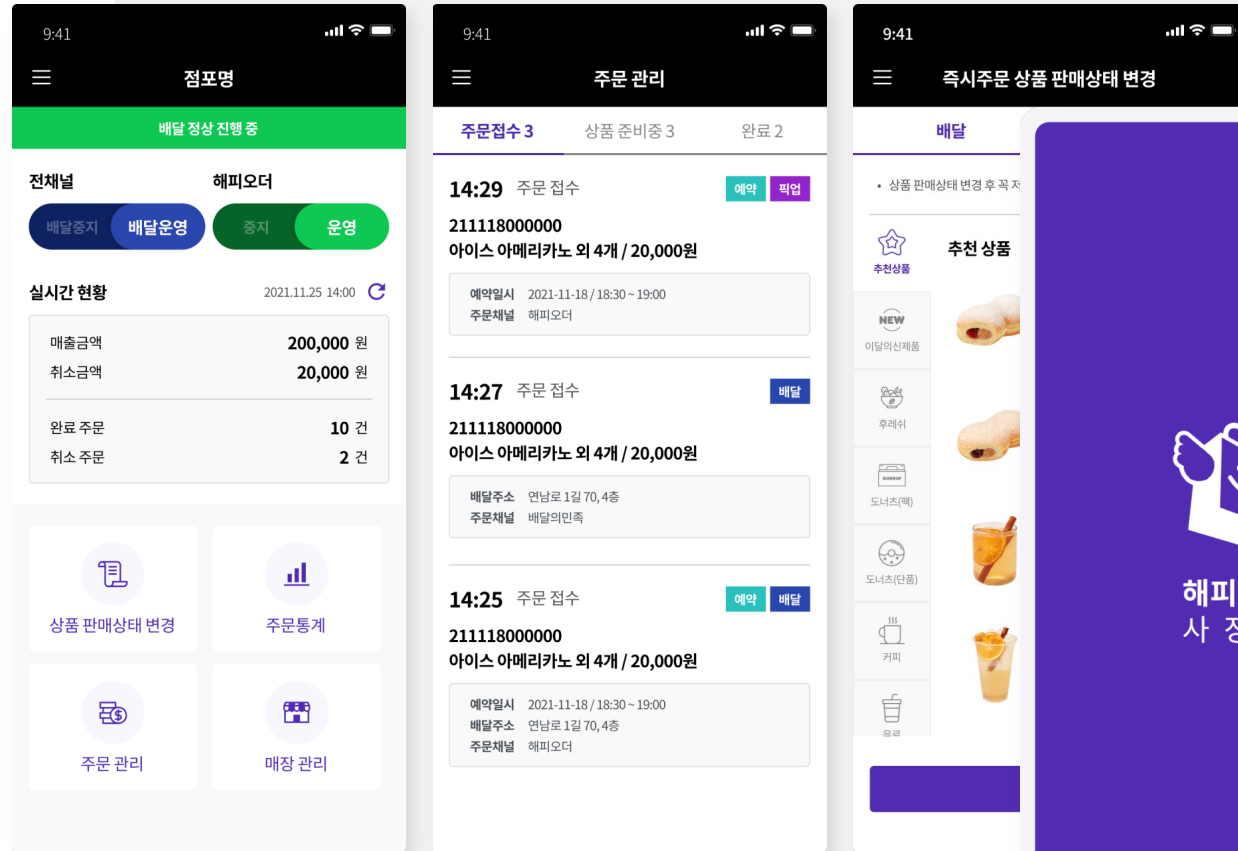 9:41
점포명
배달 정상 진행 중
전채널 해피오더
배달중지 배달운영 중지 운영
실시간 현황 2021.11.25 14:00
매출금액 200,000 원
취소금액 20,000 원
완료 주문 10 건
취소 주문 2 건
상품 판매상태 변경 주문통계
주문 관리 매장 관리
9:41
주문 관리
주문접수 3 상품 준비중 3 완료 2
14:29 주문 접수 예약 픽업
211118000000
아이스 아메리카노 외 4개 / 20,000원
예약일시 2021-11-18 / 18:30 ~ 19:00
주문채널 해피오더
14:27 주문 접수 배달
211118000000
아이스 아메리카노 외 4개 / 20,000원
배달주소 연남로 1길 70, 4층
주문채널 배달의민족
14:25 주문 접수 예약 배달
211118000000
아이스 아메리카노 외 4개 / 20,000원
예약일시 2021-11-18 / 18:30 ~ 19:00
배달주소 연남로 1길 70, 4층
주문채널 해피오더
9:41
즉시주문 상품 판매상태 변경
배달
• 상품 판매상태 변경 후 꼭 저
추천상품
추천 상품
NEW
이달의신제품
후레쉬
도너츠(팩)
도너츠(단품)
커피
음료
해피
사